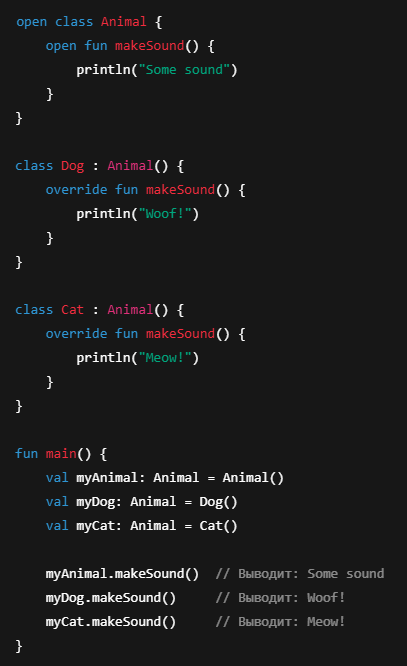 open class Animal {
    open fun makeSound() {
        println("Some sound")
    }
}

class Dog : Animal() {
    override fun makeSound() {
        println("Woof!")
    }
}

class Cat : Animal() {
    override fun makeSound() {
        println("Meow!")
    }
}

fun main() {
    val myAnimal: Animal = Animal()
    val myDog: Animal = Dog()
    val myCat: Animal = Cat()

    myAnimal.makeSound()  // Выводит: Some sound
    myDog.makeSound()     // Выводит: Woof!
    myCat.makeSound()     // Выводит: Meow!
}